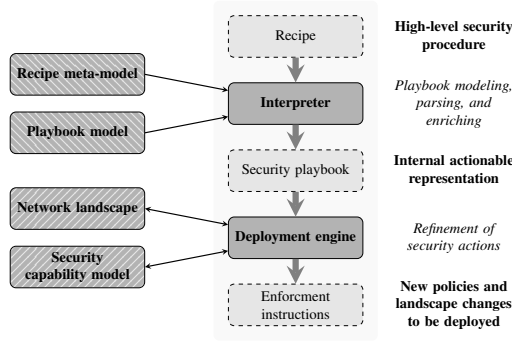 Recipe
High-level security
procedure
Recipe meta-model
Interpreter
Playbook modeling,
parsing, and
enriching
Playbook model
Security playbook
Internal actionable
representation
Network landscape
Deployment engine
Refinement of
security actions
Security
capability model
Enforcment
instructions
New policies and
landscape changes
to be deployed